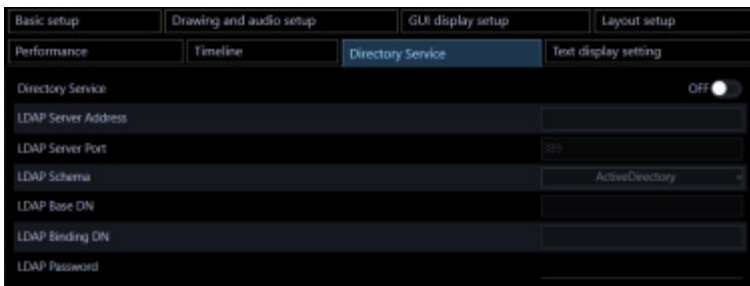 Basic setup Drawing and audio setup GUI display setup Layout setup
Performance Timeline Directory Service Text display setting
Directory Service OFF
LDAP Server Address
LDAP Server Port 389
LDAP Schema ActiveDirectory
LDAP Base DN
LDAP Binding DN
LDAP Password